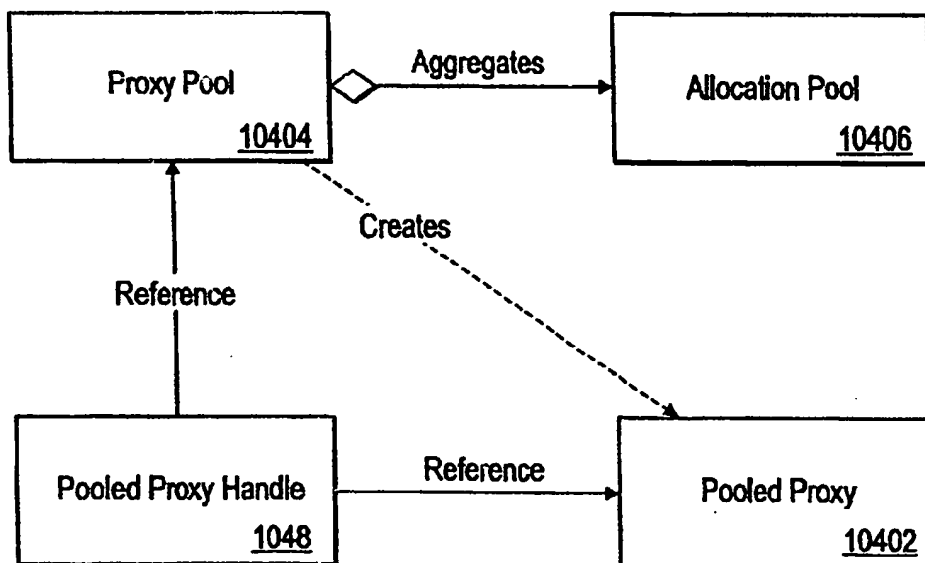 Proxy Pool
10404
Aggregates
Allocation Pool
10406
Creates
Reference
Pooled Proxy Handle
1048
Reference
Pooled Proxy
10402